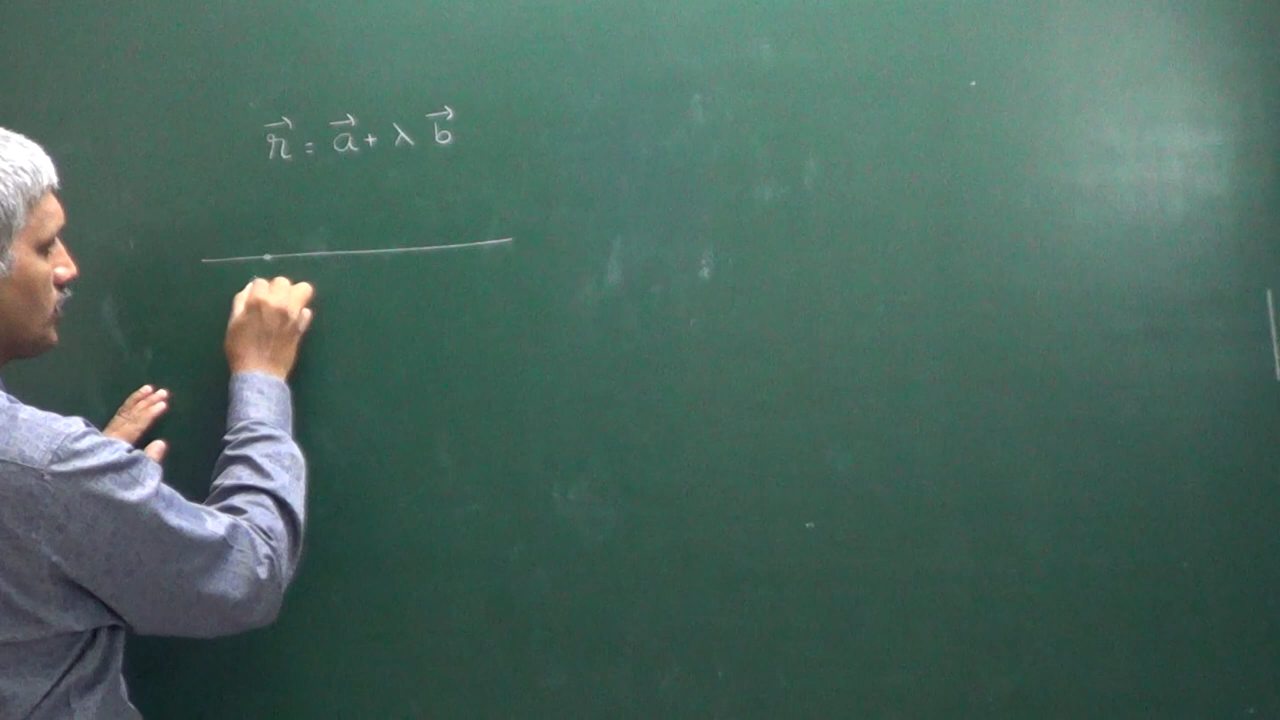 r⃗ = a⃗ + λ b⃗